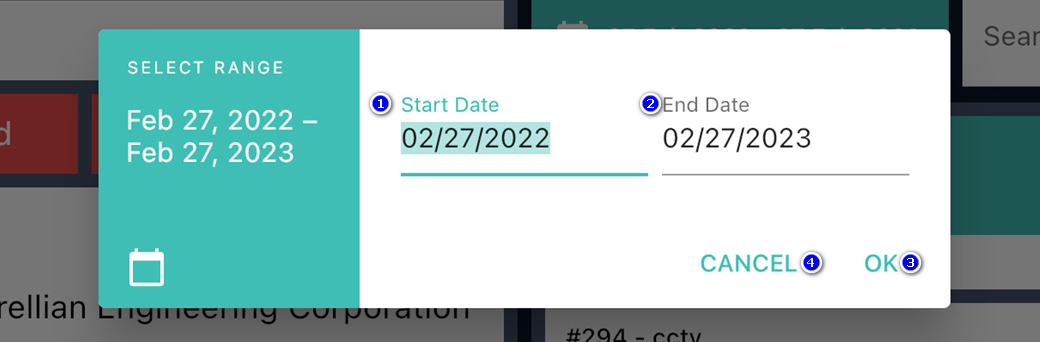 SELECT RANGE
Feb 27, 2022 –
Feb 27, 2023
1 Start Date
02/27/2022
2 End Date
02/27/2023
CANCEL 4
OK 3
Sear
d
rellian Engineering Corporation
#294 - cctv